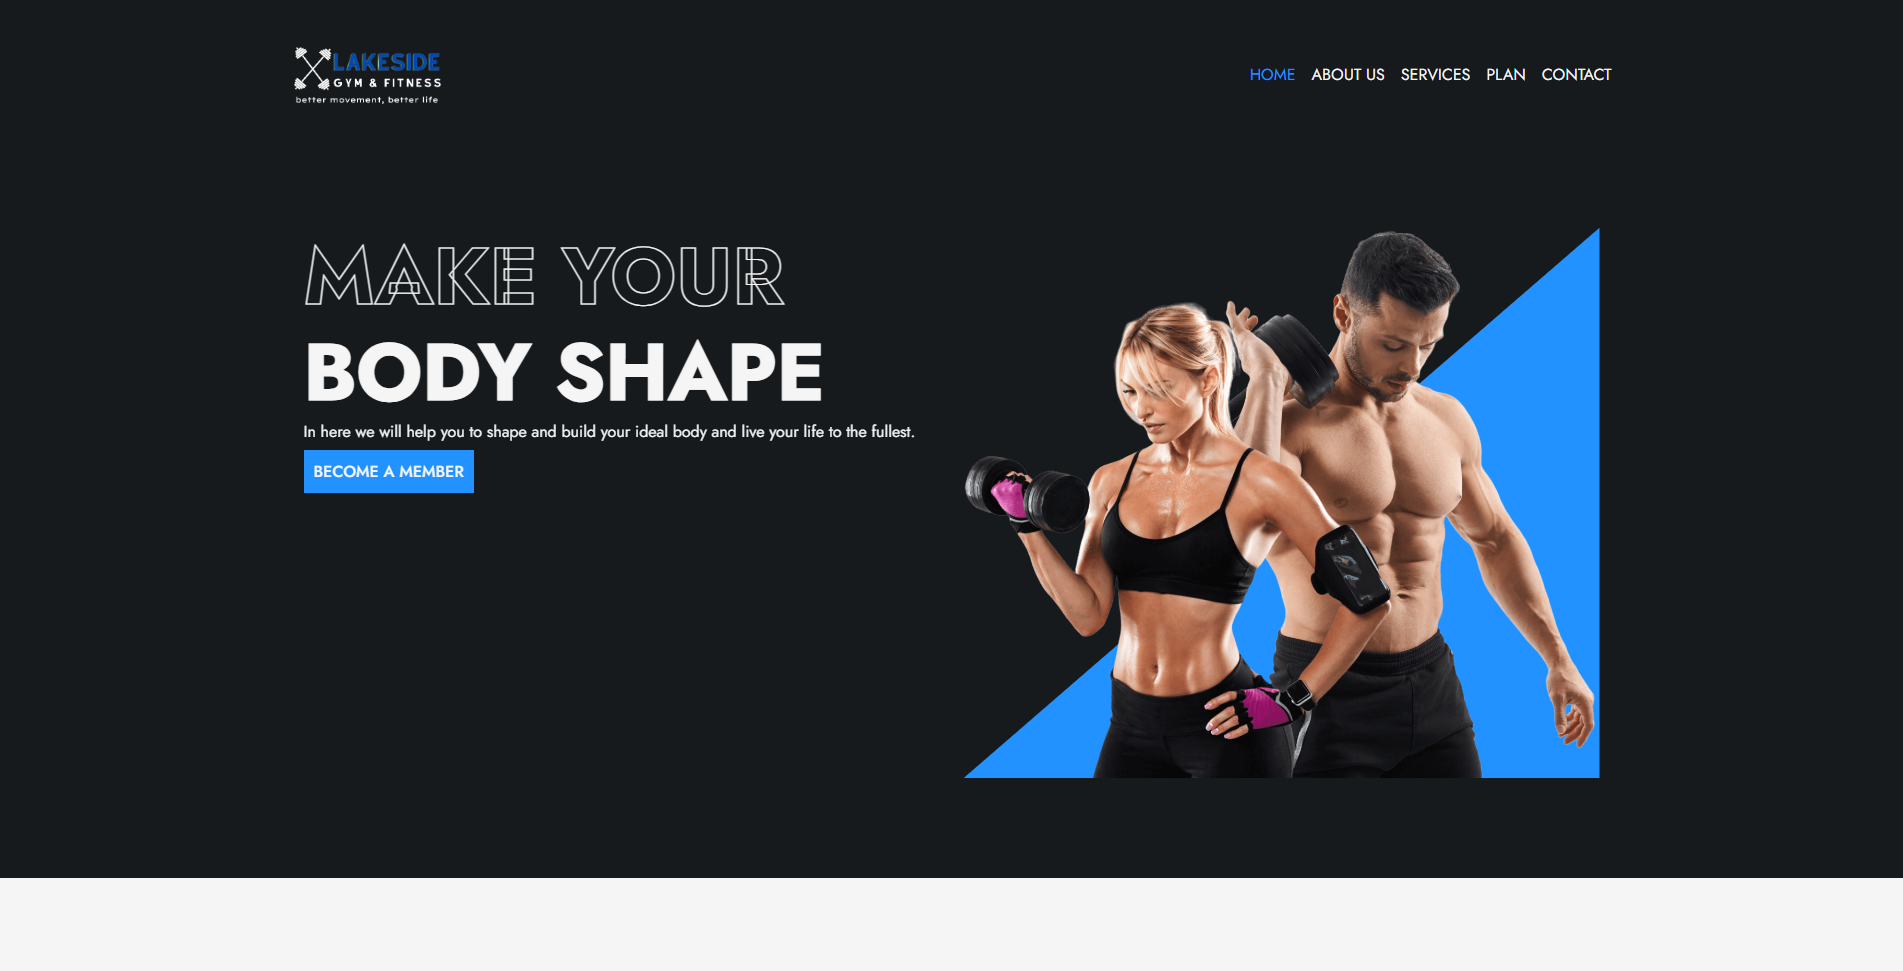 LAKESIDE
GYM & FITNESS
better movement, better life
HOME ABOUT US SERVICES PLAN CONTACT
MAKE YOUR
BODY SHAPE
In here we will help you to shape and build your ideal body and live your life to the fullest.
BECOME A MEMBER